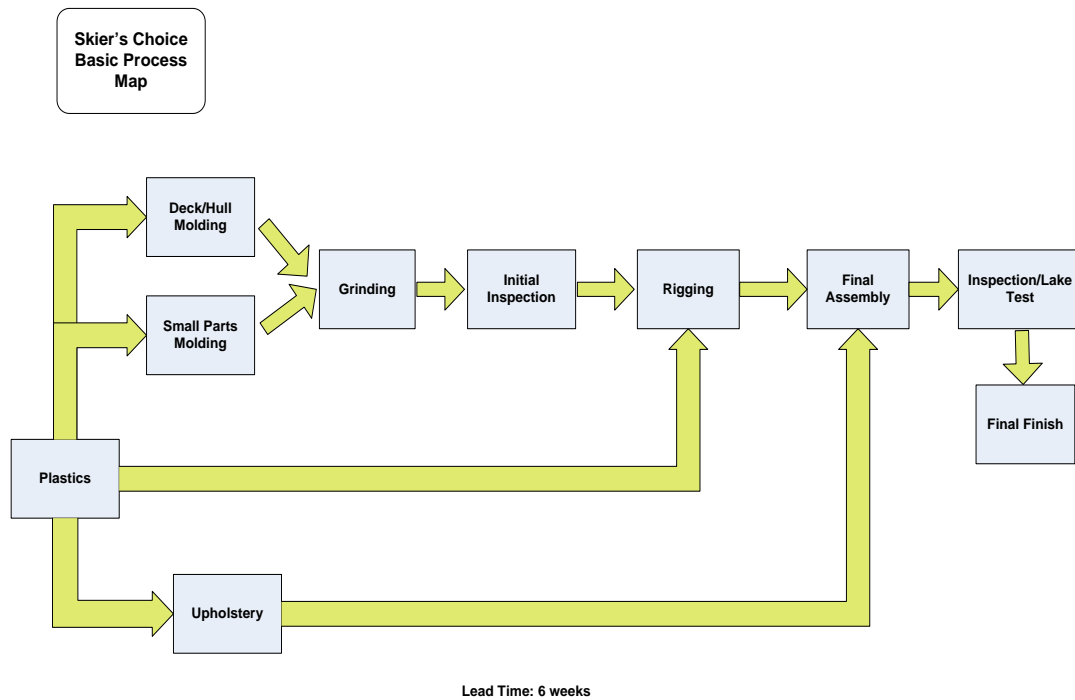 Skier's Choice
Basic Process
Map
Deck/Hull
Molding
Small Parts
Molding
Grinding
Initial
Inspection
Rigging
Final
Assembly
Inspection/Lake
Test
Final Finish
Plastics
Upholstery
Lead Time: 6 weeks